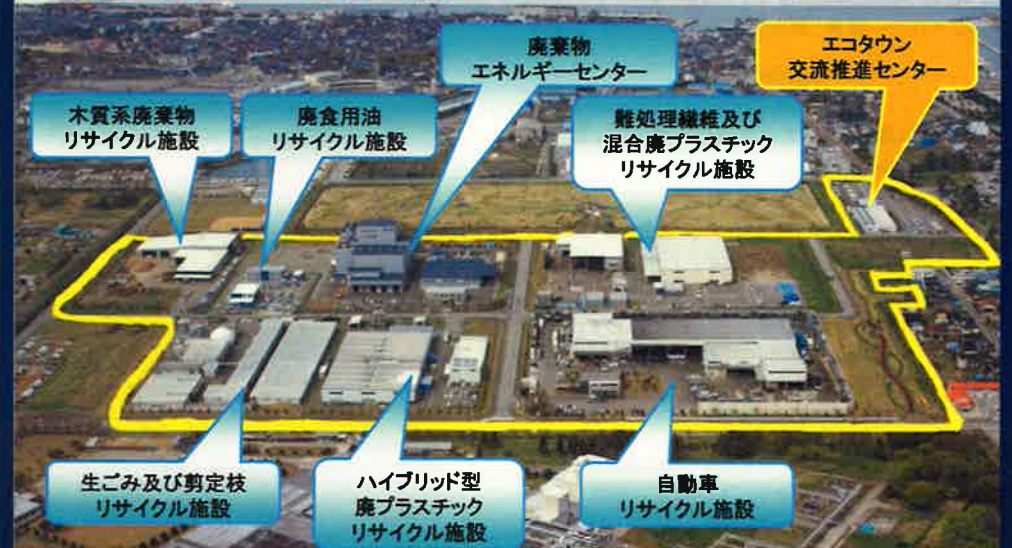 廃棄物
エネルギーセンター
エコタウン
交流推進センター
木質系廃棄物
リサイクル施設
廃食用油
リサイクル施設
難処理繊維及び
混合廃プラスチック
リサイクル施設
生ごみ及び剪定枝
リサイクル施設
ハイブリッド型
廃プラスチック
リサイクル施設
自動車
リサイクル施設